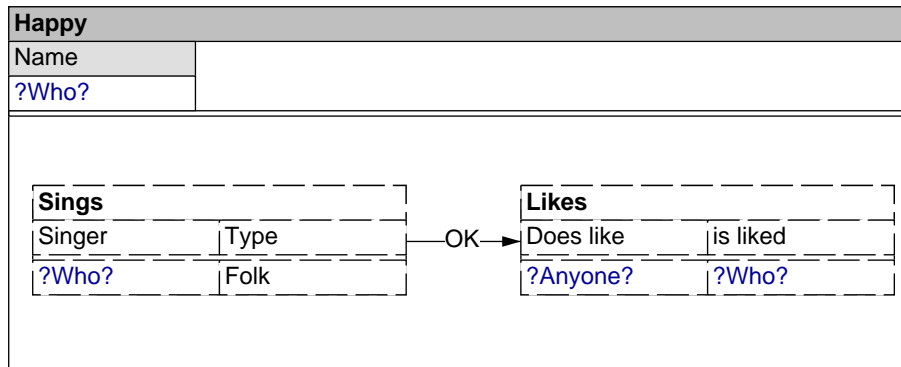 Happy
Name
?Who?
Sings
Singer Type
?Who? Folk
OK
Likes
Does like is liked
?Anyone? ?Who?